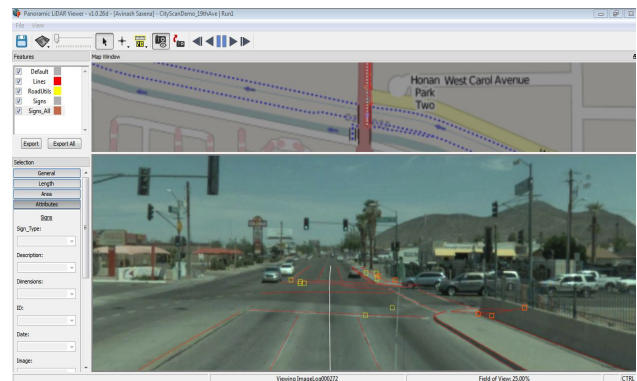 Panoramic LiDAR Viewer - v1.0.26d - [Avinash Saxena] - CityScanDemo_19thAve | Run1
File View
Features
Map Window
Default
Lines
RoadUtils
Signs
Signs_All
Export
Export All
Honan West Carol Avenue
Park
Two
Selection
General
Length
Area
Attributes
Signs
Sign_Type:
Description:
Dimensions:
ID:
Date:
Image:
Viewing ImageLog000272
Field of View: 25.00%
CTRL